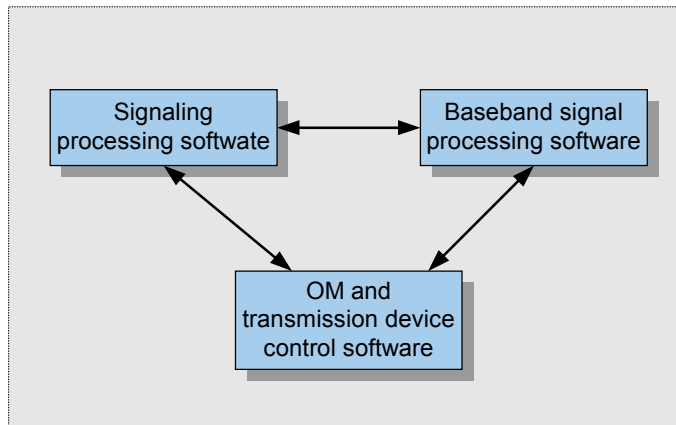 Signaling
processing softwate
Baseband signal
processing software
OM and
transmission device
control software